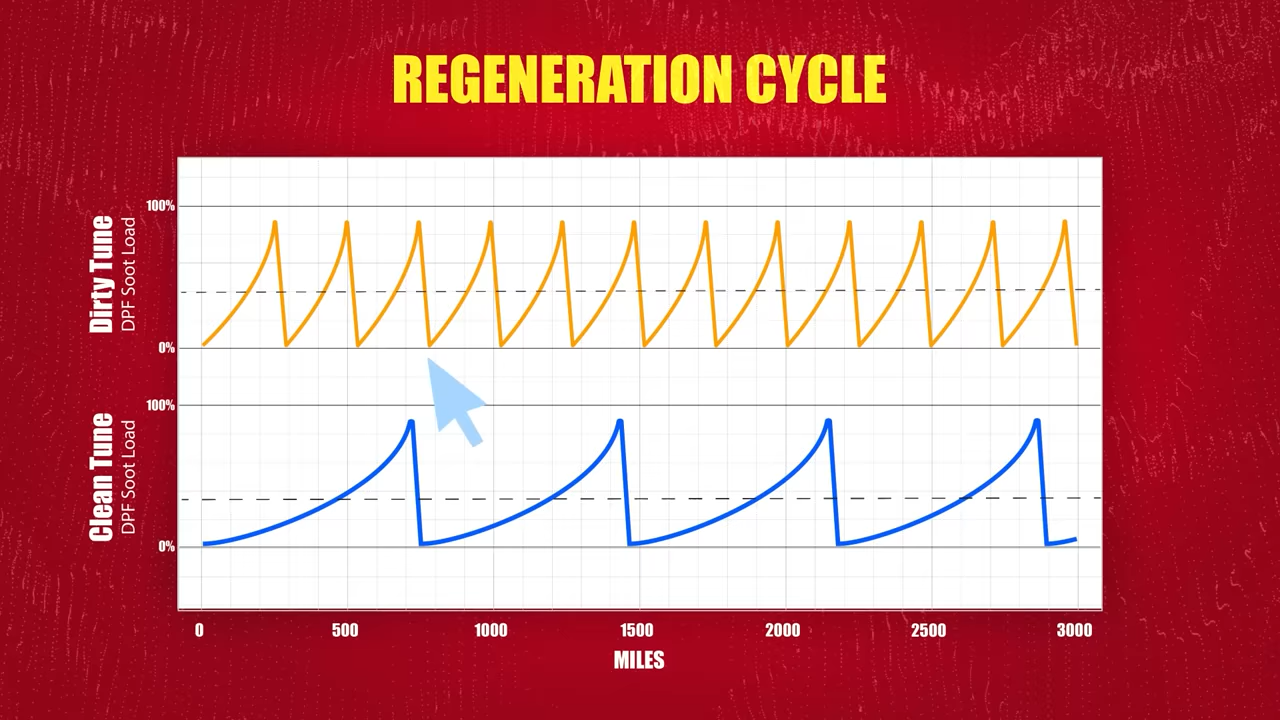 REGENERATION CYCLE
Dirty Tune
DPF Soot Load
100%
0%
Clean Tune
DPF Soot Load
100%
0%
0 500 1000 1500 2000 2500 3000
MILES